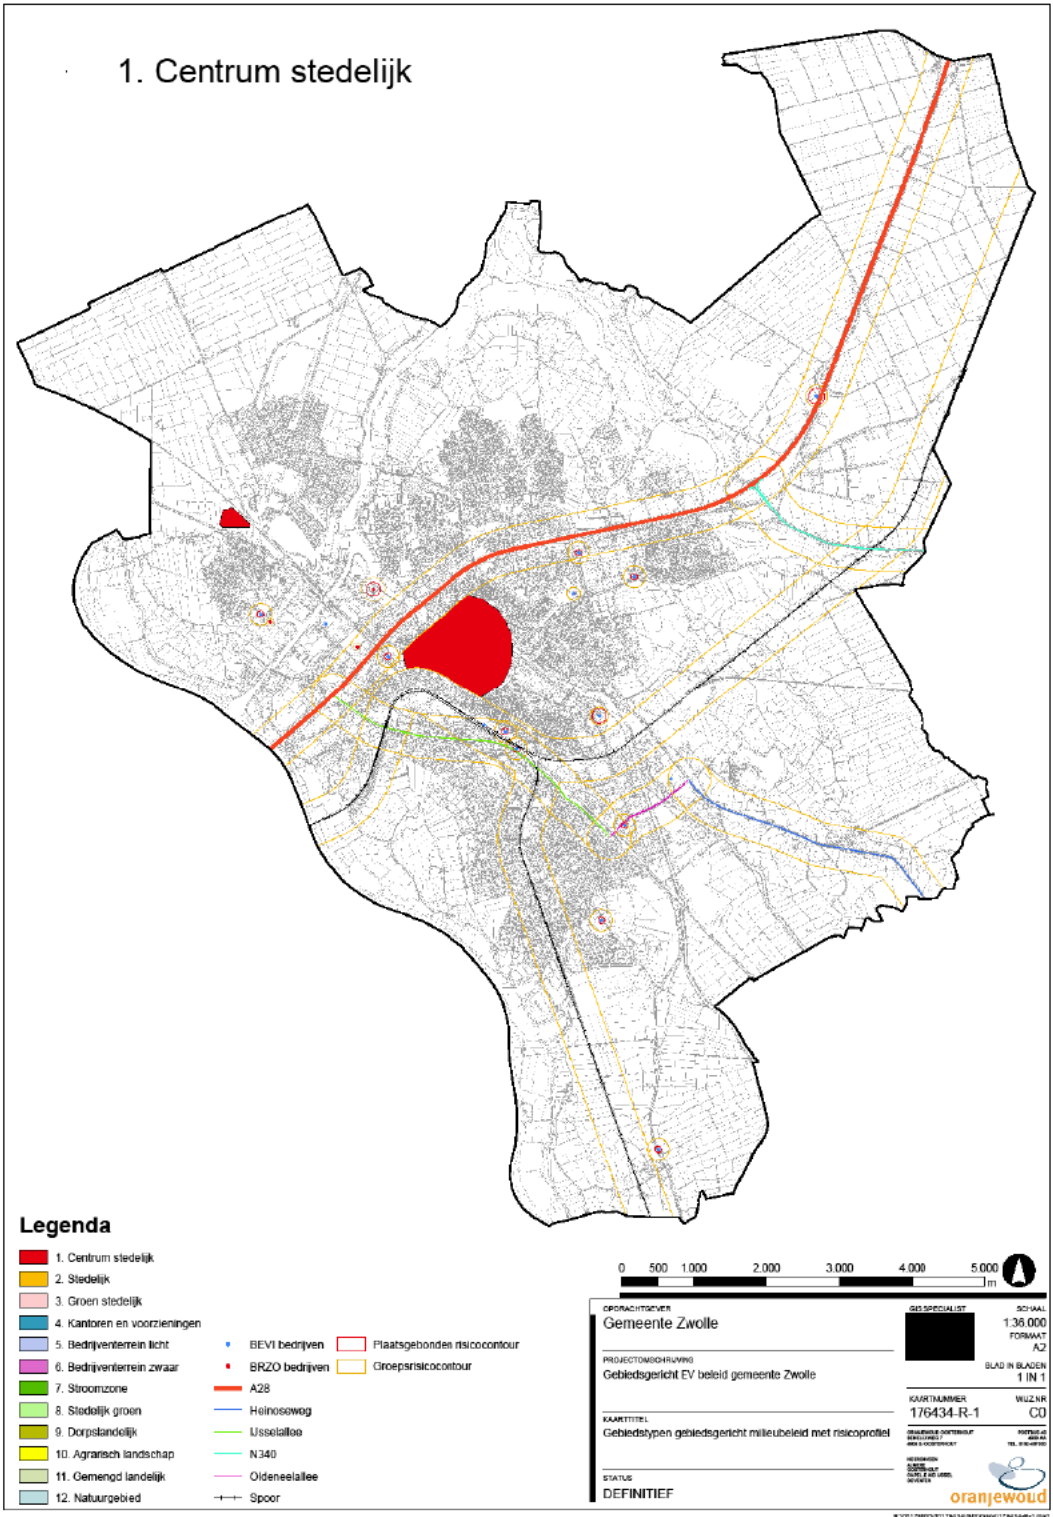 1. Centrum stedelijk
Legenda
1. Centrum stedelijk
2. Stedelijk
3. Groen stedelijk
4. Kantoren en voorzieningen
5. Bedrijventerrein licht
6. Bedrijventerrein zwaar
7. Stroomzone
8. Stedelijk groen
9. Dorpslandelijk
10. Agrarisch landschap
11. Gemengd landelijk
12. Natuurgebied
BEVI bedrijven
BRZO bedrijven
A28
Heinoseweg
IJsselallee
N340
Oldeneelallee
Spoor
Plaatsgebonden risicocontour
Groepsrisicocontour
0 500 1.000 2.000 3.000 4.000 5.000
m
OPDRACHTGEVER
Gemeente Zwolle
PROJECTOMSCHRIJVING
Gebiedsgericht EV beleid gemeente Zwolle
KAARTTITEL
Gebiedstypen gebiedsgericht milieubeleid met risicoprofiel
STATUS
DEFINITIEF
GIS SPECIALIST
SCHAAL
1:36.000
FORMAAT
A2
BLAD IN BLADEN
1 IN 1
KAARTNUMMER
176434-R-1
WIJZ.NR
C0
oranjewoud